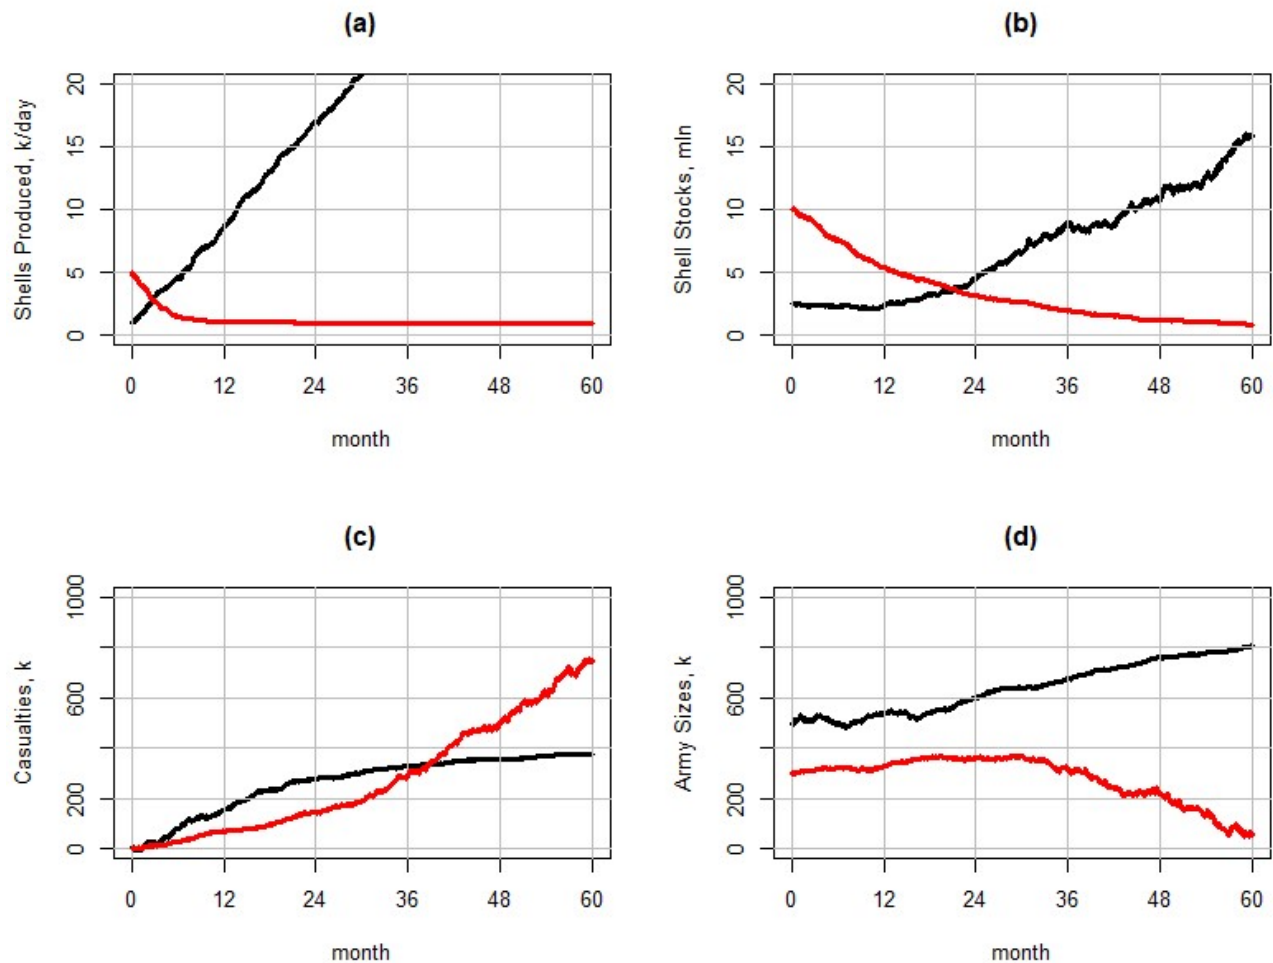 (a)
Shells Produced, k/day
20
15
10
5
0
0 12 24 36 48 60
month
(b)
Shell Stocks, mln
20
15
10
5
0
0 12 24 36 48 60
month
(c)
Casualties, k
1000
600
200
0
0 12 24 36 48 60
month
(d)
Army Sizes, k
1000
600
200
0
0 12 24 36 48 60
month